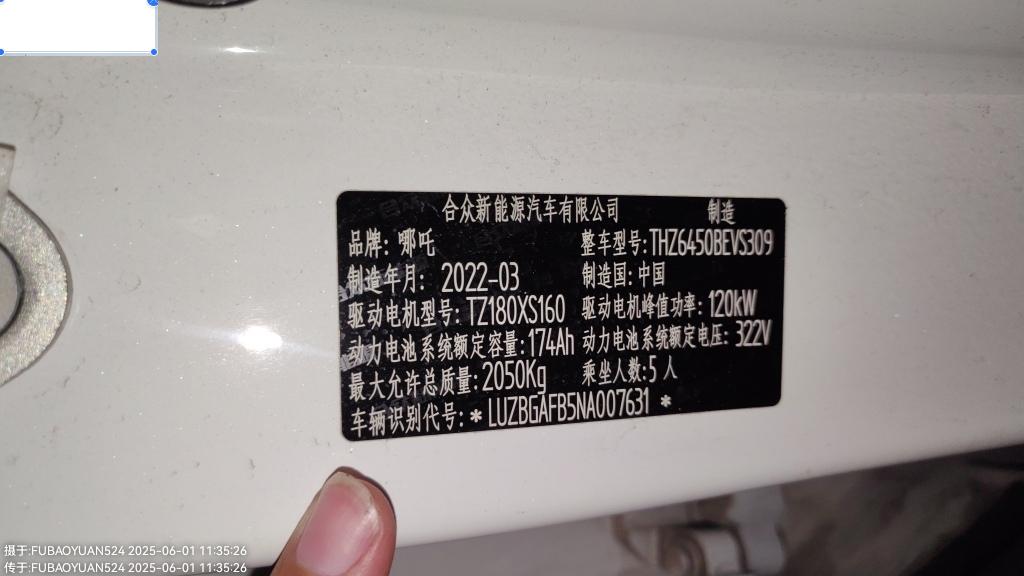 合众新能源汽车有限公司 制造
品牌: 哪吒 整车型号: THZ6450BEVS309
制造年月: 2022-03 制造国: 中国
驱动电机型号: TZ180XS160 驱动电机峰值功率: 120kW
动力电池系统额定容量: 174Ah 动力电池系统额定电压: 322V
最大允许总质量: 2050Kg 乘坐人数: 5 人
车辆识别代号: * LUZBGAFB5NA007631 *
摄于:FUBAOYUAN524 2025-06-01 11:35:26
传于:FUBAOYUAN524 2025-06-01 11:35:26